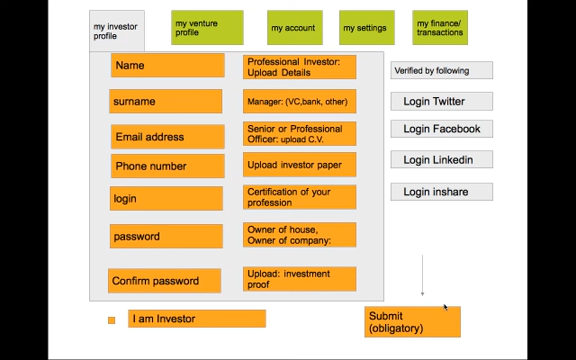 my investor
profile
my venture
profile
my account
my settings
my finance/
transactions
Name
surname
Email address
Phone number
login
password
Confirm password
Professional Investor:
Upload Details
Manager: (VC,bank, other)
Senior or Professional
Officer: upload C.V.
Upload investor paper
Certification of your
profession
Owner of house,
Owner of company:
Upload: investment
proof
Verified by following
Login Twitter
Login Facebook
Login Linkedin
Login inshare
I am Investor
Submit
(obligatory)